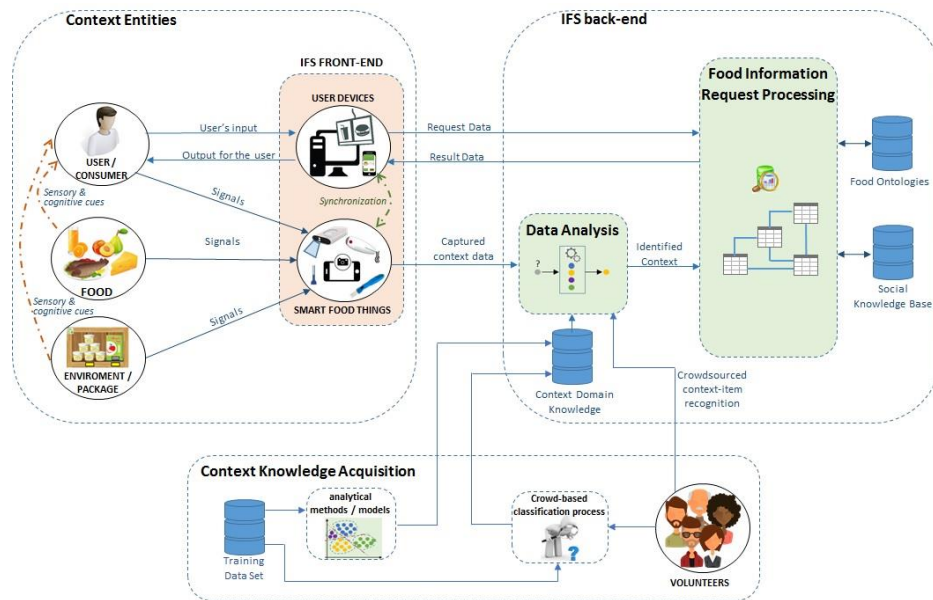 Context Entities
IFS back-end
IFS FRONT-END
USER DEVICES
Food Information
Request Processing
User's input
Output for the user
Request Data
Result Data
USER /
CONSUMER
Sensory &
cognitive cues
Signals
Synchronization
Food Ontologies
Signals
Captured
context data
Data Analysis
?
Identified
Context
FOOD
Sensory &
cognitive cues
Signals
SMART FOOD THINGS
Social
Knowledge Base
ENVIROMENT /
PACKAGE
Context Domain
Knowledge
Crowdsourced
context-item
recognition
Context Knowledge Acquisition
analytical
methods / models
Crowd-based
classification process
?
Training
Data Set
VOLUNTEERS